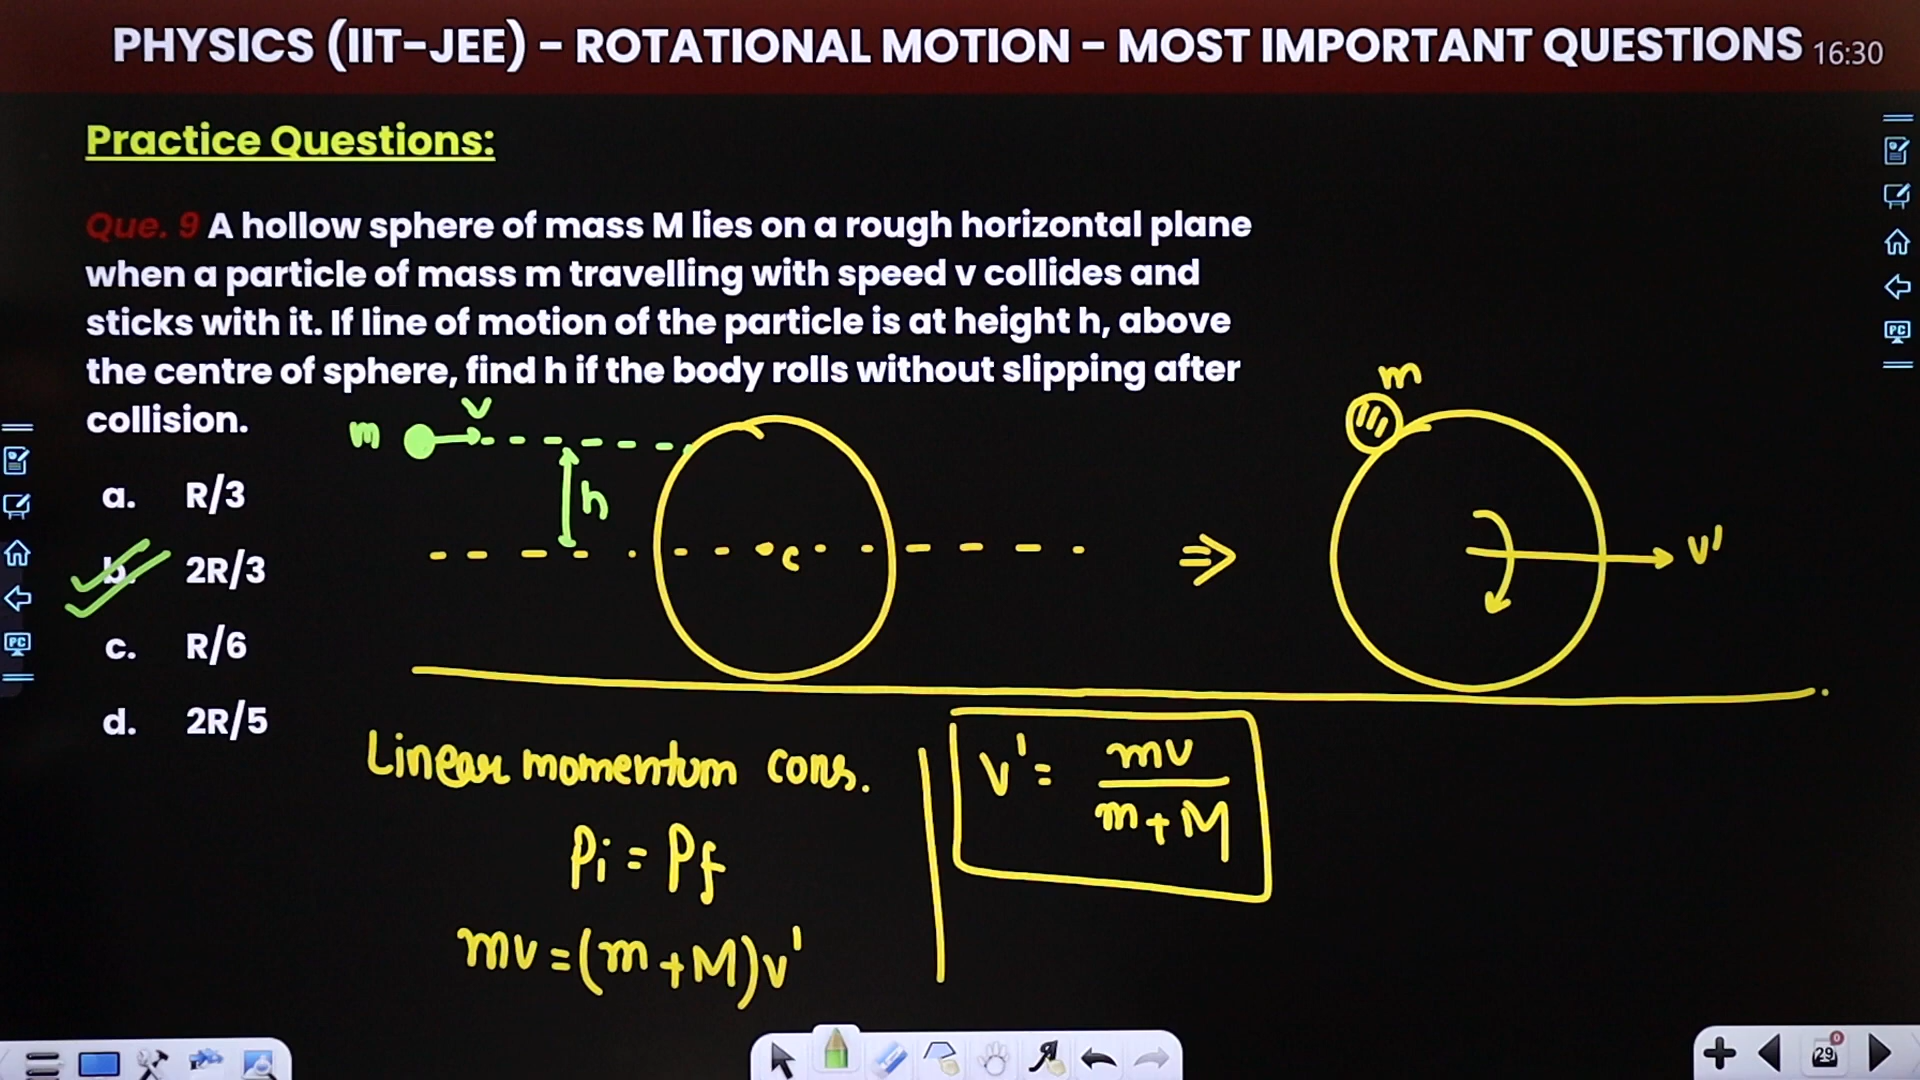 PHYSICS (IIT-JEE) - ROTATIONAL MOTION - MOST IMPORTANT QUESTIONS
16:30
Practice Questions:
Que. 9 A hollow sphere of mass M lies on a rough horizontal plane
when a particle of mass m travelling with speed v collides and
sticks with it. If line of motion of the particle is at height h, above
the centre of sphere, find h if the body rolls without slipping after
collision.
a. R/3
b. 2R/3
c. R/6
d. 2R/5
m
v
h
c
⇒
m
v'
Linear momentum cons.
Pi = Pf
mv = (m+M)v'
v' = mv/m+M
PC
PC
29
0